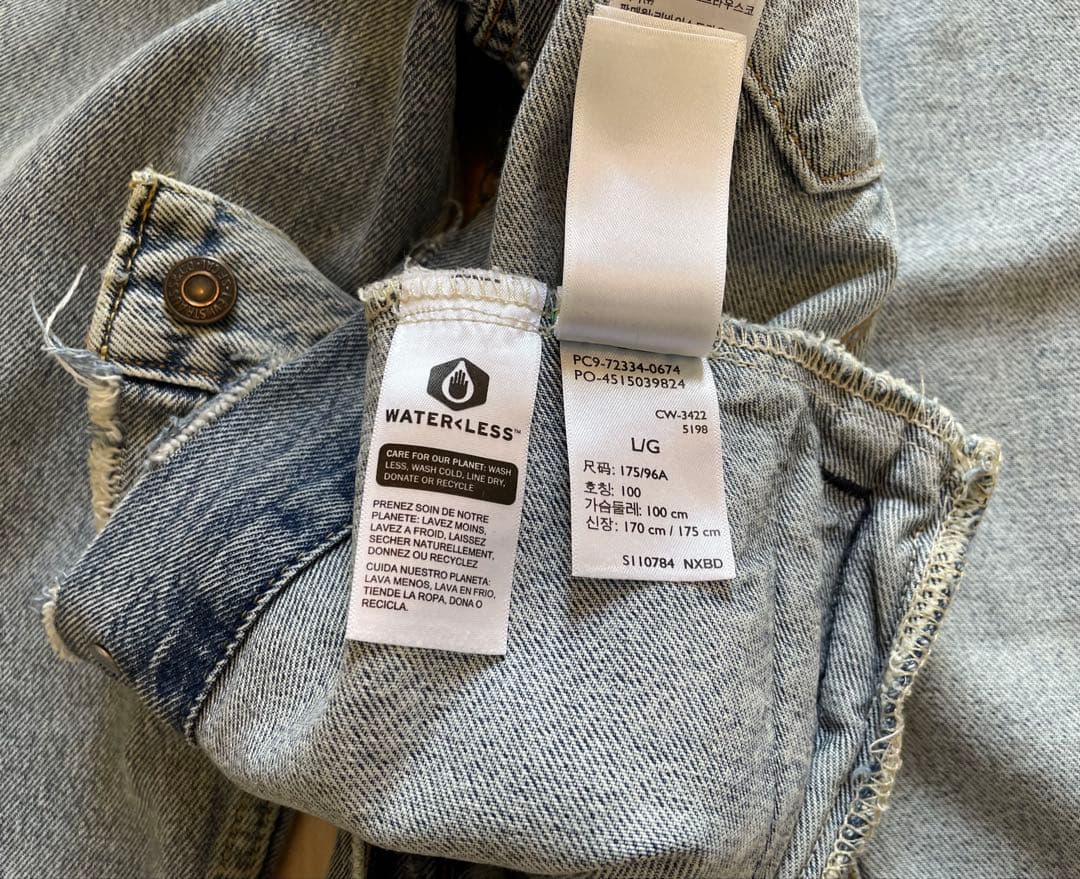 WATER<LESS™
CARE FOR OUR PLANET: WASH
LESS, WASH COLD, LINE DRY,
DONATE OR RECYCLE
PRENEZ SOIN DE NOTRE
PLANETE: LAVEZ MOINS,
LAVEZ A FROID, LAISSEZ
SECHER NATURELLEMENT,
DONNEZ OU RECYCLEZ
CUIDA NUESTRO PLANETA:
LAVA MENOS, LAVA EN FRIO,
TIENDE LA ROPA, DONA O
RECICLA.
PC9-72334-0674
PO-4515039824
CW-3422
5198
L/G
尺码: 175/96A
호칭: 100
가슴둘레: 100 cm
신장: 170 cm / 175 cm
S110784 NXBD